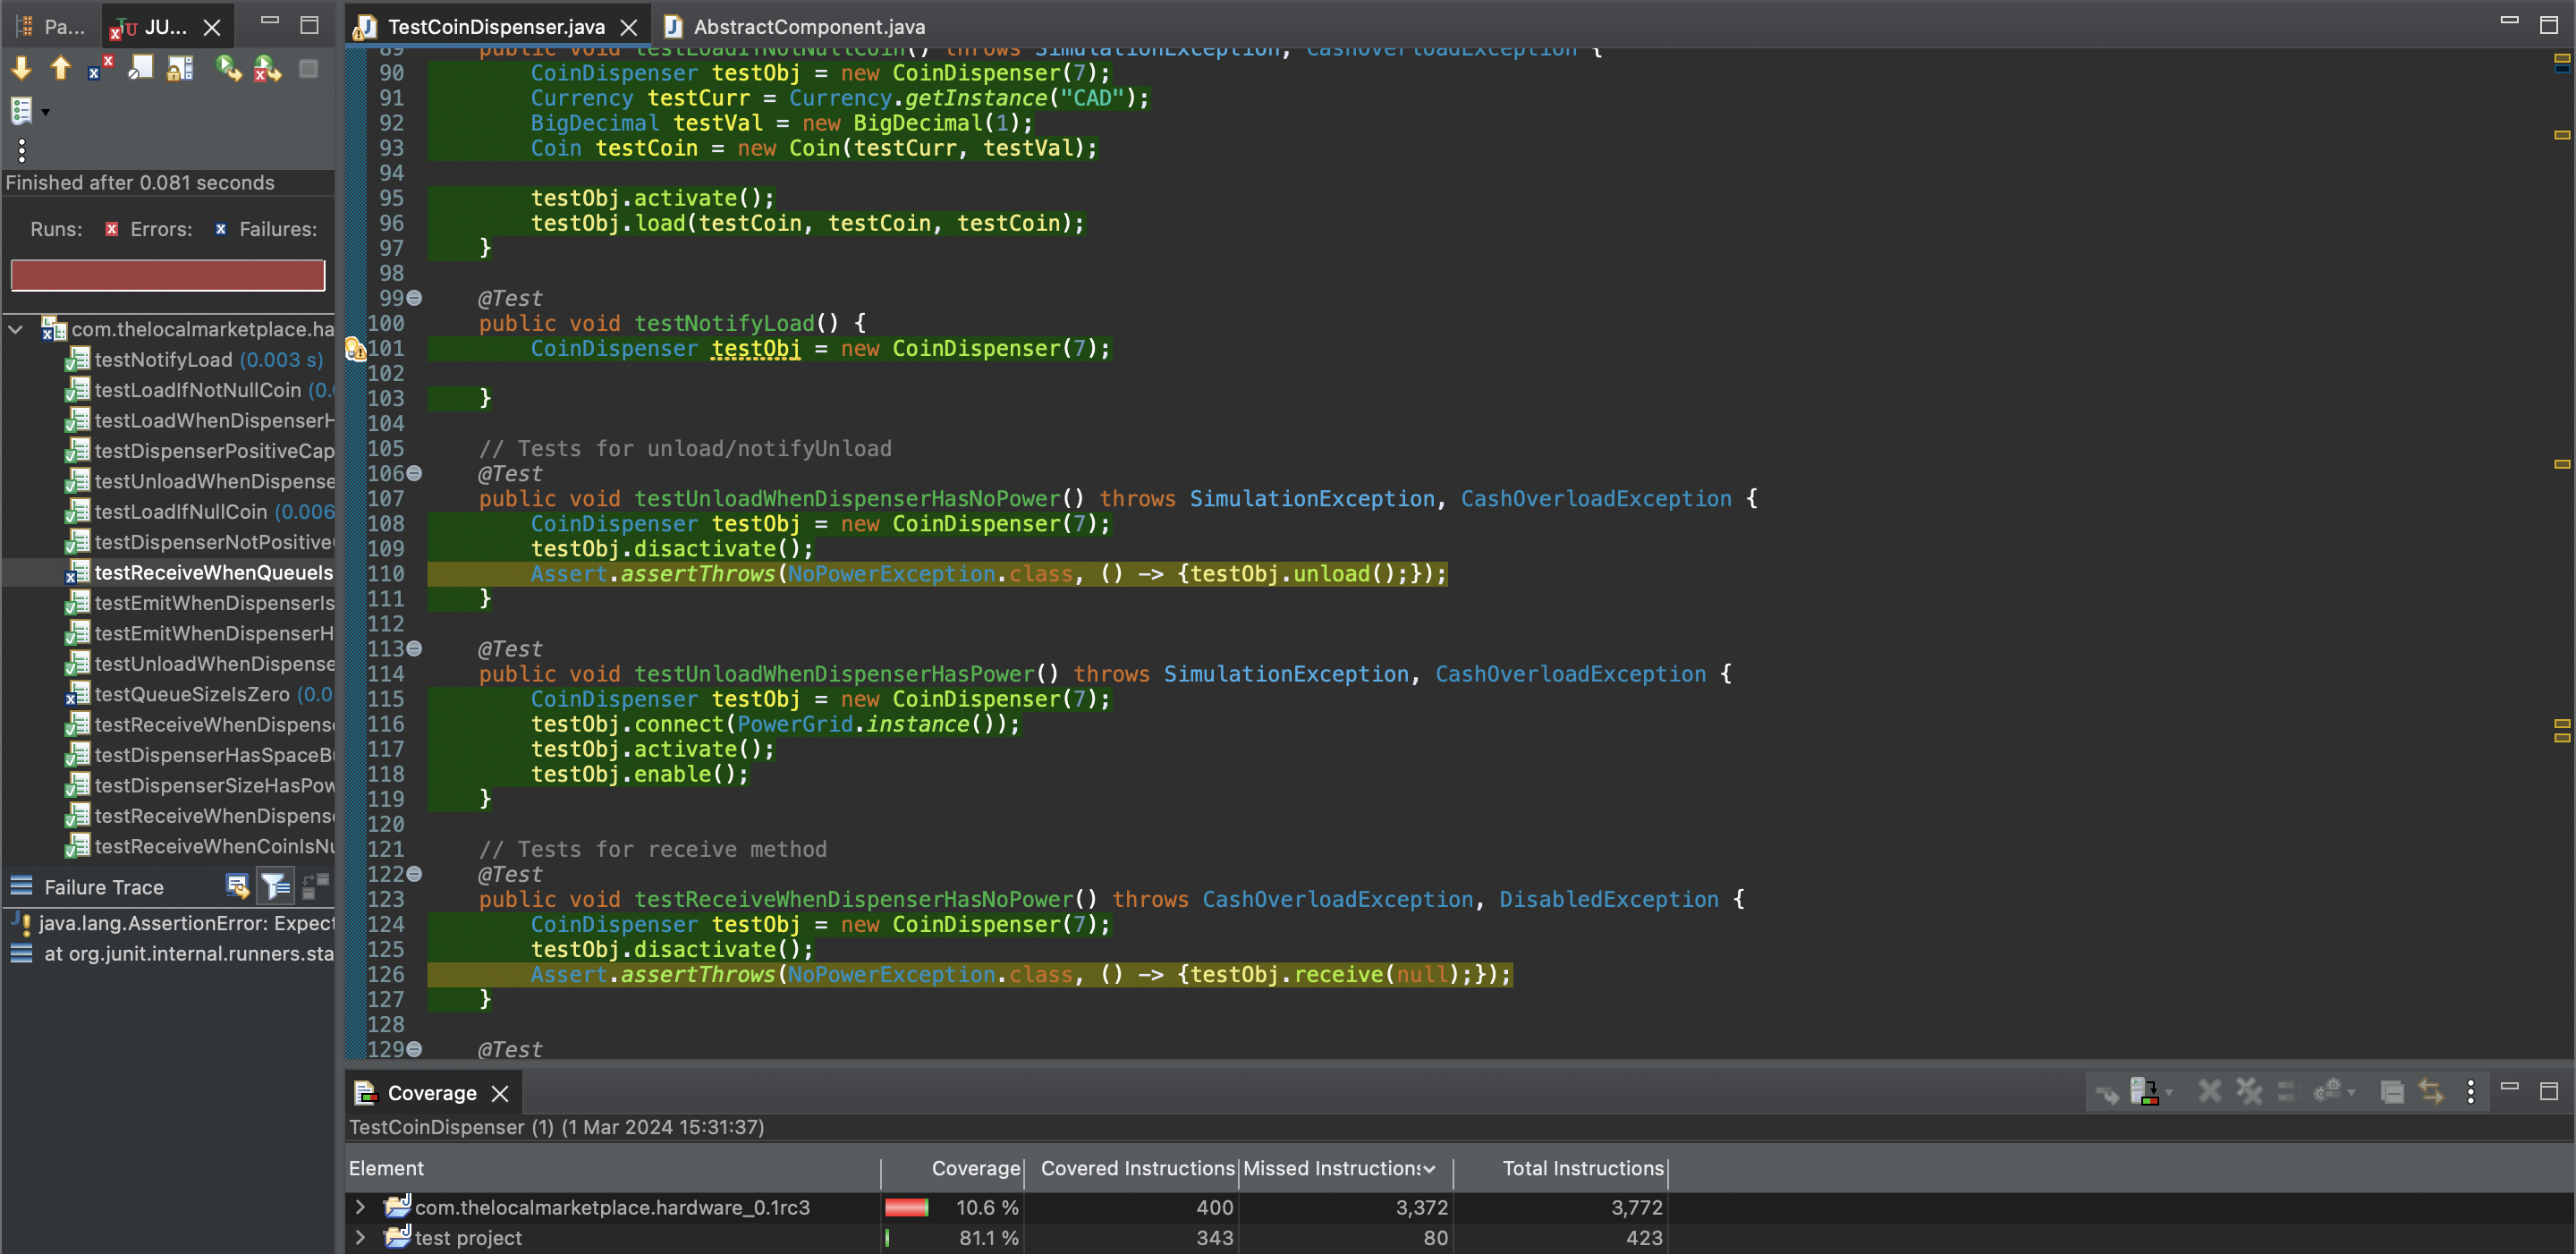 Pa...
JU...
TestCoinDispenser.java
AbstractComponent.java
Finished after 0.081 seconds
Runs:
Errors:
Failures:
com.thelocalmarketplace.ha
testNotifyLoad (0.003 s)
testLoadIfNotNullCoin (0.
testLoadWhenDispenserH
testDispenserPositiveCap
testUnloadWhenDispense
testLoadIfNullCoin (0.006
testDispenserNotPositive
testReceiveWhenQueueIs
testEmitWhenDispenserIs
testEmitWhenDispenserH
testUnloadWhenDispense
testQueueSizeIsZero (0.0
testReceiveWhenDispens
testDispenserHasSpaceB
testDispenserSizeHasPow
testReceiveWhenDispens
testReceiveWhenCoinIsNu
Failure Trace
java.lang.AssertionError: Expect
at org.junit.internal.runners.sta
89 public void testLoadIfNotNullCoin() throws SimulationException, CashOverloadException {
90 CoinDispenser testObj = new CoinDispenser(7);
91 Currency testCurr = Currency.getInstance("CAD");
92 BigDecimal testVal = new BigDecimal(1);
93 Coin testCoin = new Coin(testCurr, testVal);
94
95 testObj.activate();
96 testObj.load(testCoin, testCoin, testCoin);
97 }
98
99 @Test
100 public void testNotifyLoad() {
101 CoinDispenser testObj = new CoinDispenser(7);
102
103 }
104
105 // Tests for unload/notifyUnload
106 @Test
107 public void testUnloadWhenDispenserHasNoPower() throws SimulationException, CashOverloadException {
108 CoinDispenser testObj = new CoinDispenser(7);
109 testObj.disactivate();
110 Assert.assertThrows(NoPowerException.class, () -> {testObj.unload();});
111 }
112
113 @Test
114 public void testUnloadWhenDispenserHasPower() throws SimulationException, CashOverloadException {
115 CoinDispenser testObj = new CoinDispenser(7);
116 testObj.connect(PowerGrid.instance());
117 testObj.activate();
118 testObj.enable();
119 }
120
121 // Tests for receive method
122 @Test
123 public void testReceiveWhenDispenserHasNoPower() throws CashOverloadException, DisabledException {
124 CoinDispenser testObj = new CoinDispenser(7);
125 testObj.disactivate();
126 Assert.assertThrows(NoPowerException.class, () -> {testObj.receive(null);});
127 }
128
129 @Test
Coverage
TestCoinDispenser (1) (1 Mar 2024 15:31:37)
Element Coverage Covered Instructions Missed Instructions Total Instructions
com.thelocalmarketplace.hardware_0.1rc3 10.6 % 400 3,372 3,772
test project 81.1 % 343 80 423